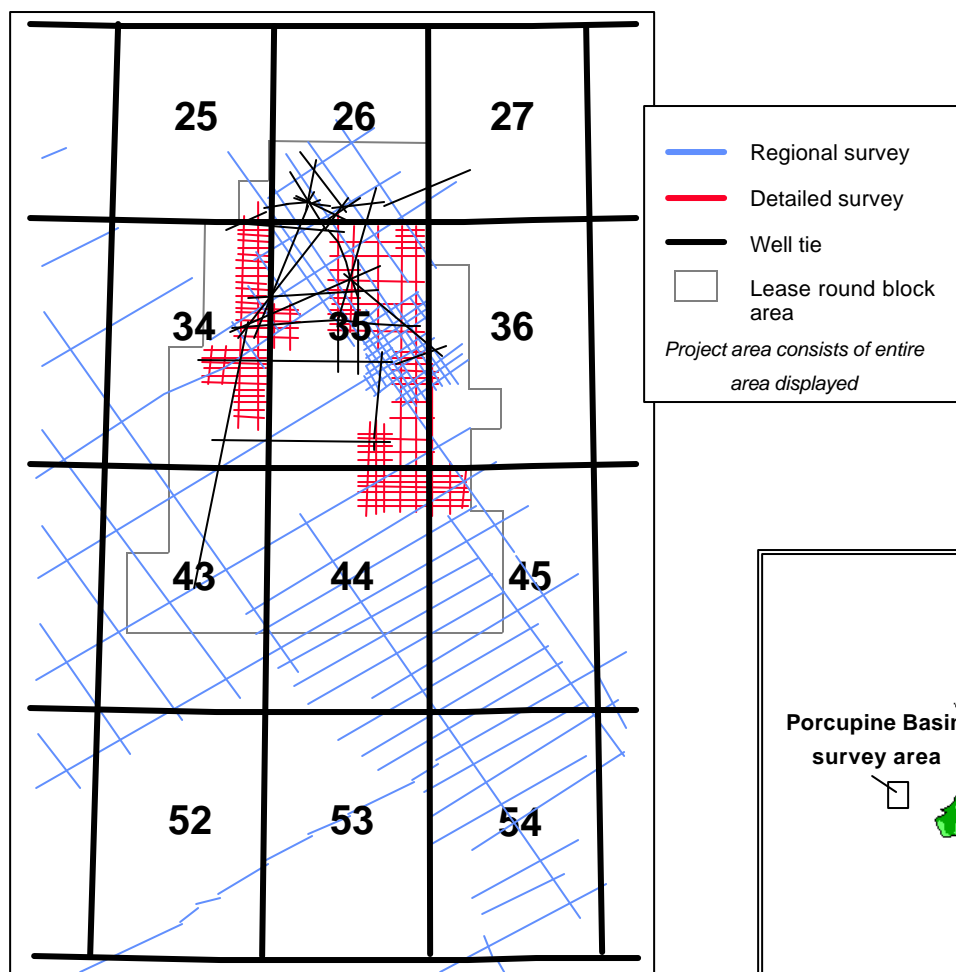 25
26
27
34
35
36
43
44
45
52
53
54
Regional survey
Detailed survey
Well tie
Lease round block
area
Project area consists of entire
area displayed
Porcupine Basin
survey area